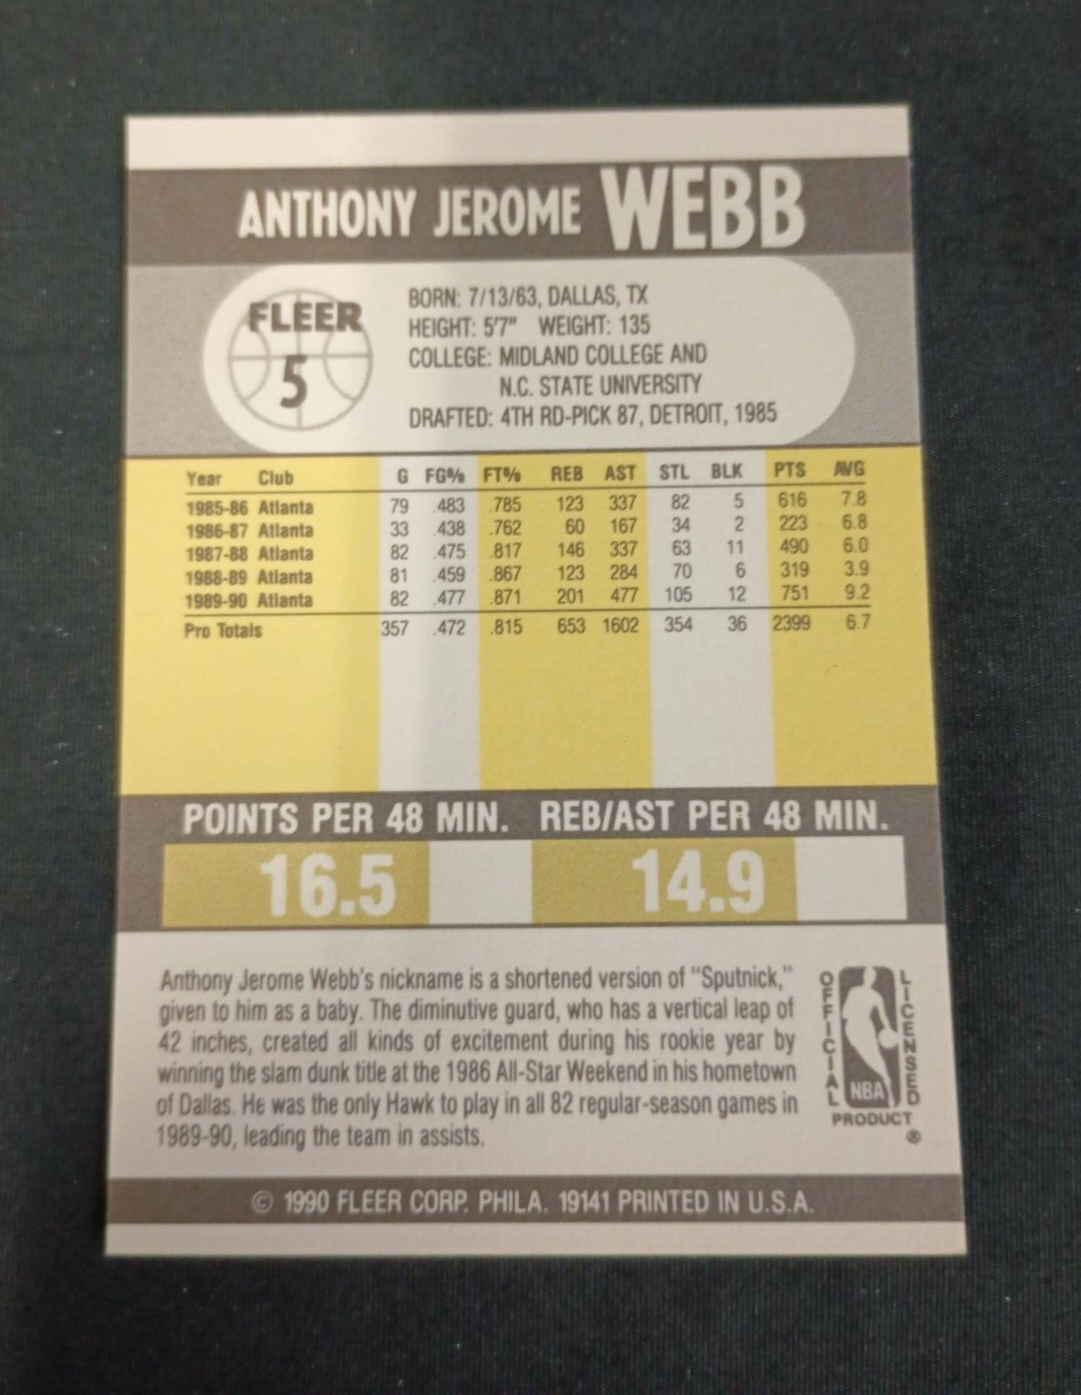 ANTHONY JEROME WEBB
FLEER
5
BORN: 7/13/63, DALLAS, TX
HEIGHT: 5'7" WEIGHT: 135
COLLEGE: MIDLAND COLLEGE AND
N.C. STATE UNIVERSITY
DRAFTED: 4TH RD-PICK 87, DETROIT, 1985
Year Club G FG% FT% REB AST STL BLK PTS AVG
1985-86 Atlanta 79 .483 .785 123 337 82 5 616 7.8
1986-87 Atlanta 33 .438 .762 60 167 34 2 223 6.8
1987-88 Atlanta 82 .475 .817 146 337 63 11 490 6.0
1988-89 Atlanta 81 .459 .867 123 284 70 6 319 3.9
1989-90 Atlanta 82 .477 .871 201 477 105 12 751 9.2
Pro Totals 357 .472 .815 653 1602 354 36 2399 6.7
POINTS PER 48 MIN. REB/AST PER 48 MIN.
16.5 14.9
Anthony Jerome Webb's nickname is a shortened version of "Sputnick,"
given to him as a baby. The diminutive guard, who has a vertical leap of
42 inches, created all kinds of excitement during his rookie year by
winning the slam dunk title at the 1986 All-Star Weekend in his hometown
of Dallas. He was the only Hawk to play in all 82 regular-season games in
1989-90, leading the team in assists.
OFFICIAL
NBA
LICENSED
PRODUCT
®
© 1990 FLEER CORP. PHILA. 19141 PRINTED IN U.S.A.